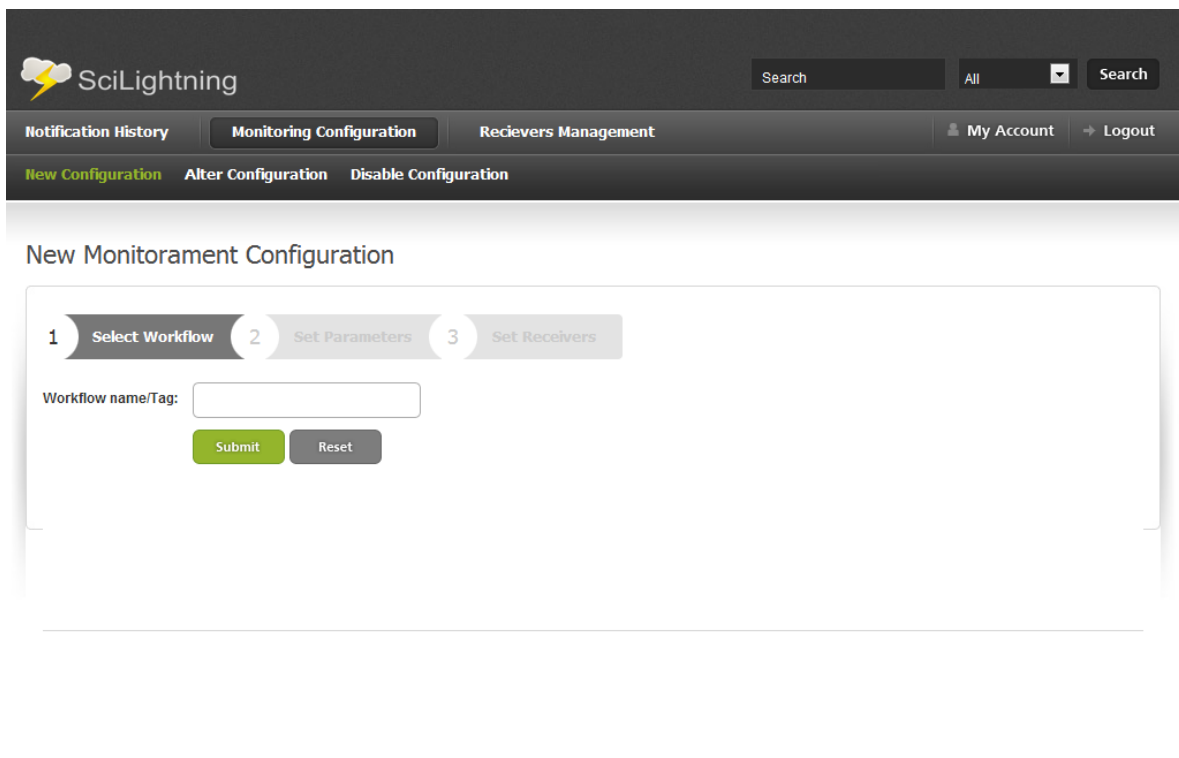 SciLightning
Search All Search
Notification History Monitoring Configuration Recievers Management My Account Logout
New Configuration Alter Configuration Disable Configuration
New Monitorament Configuration
1 Select Workflow 2 Set Parameters 3 Set Receivers
Workflow name/Tag:
Submit Reset